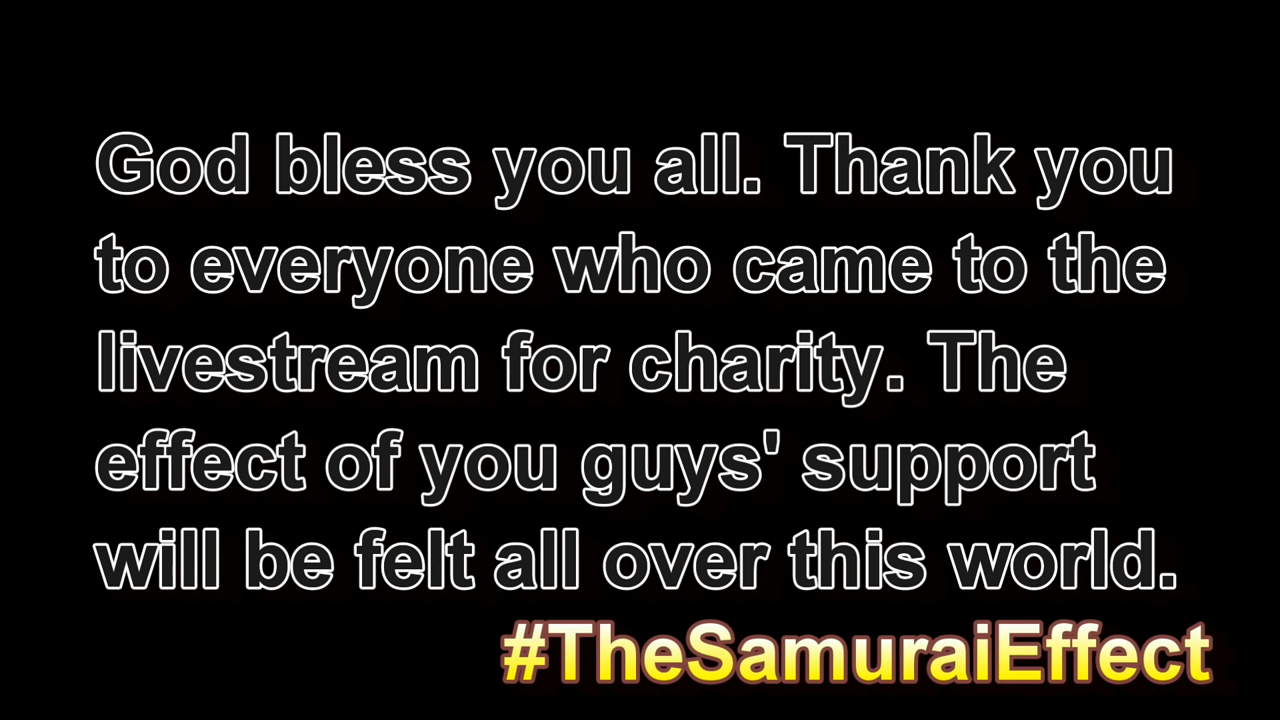 God bless you all. Thank you
to everyone who came to the
livestream for charity. The
effect of you guys' support
will be felt all over this world.
#TheSamuraiEffect